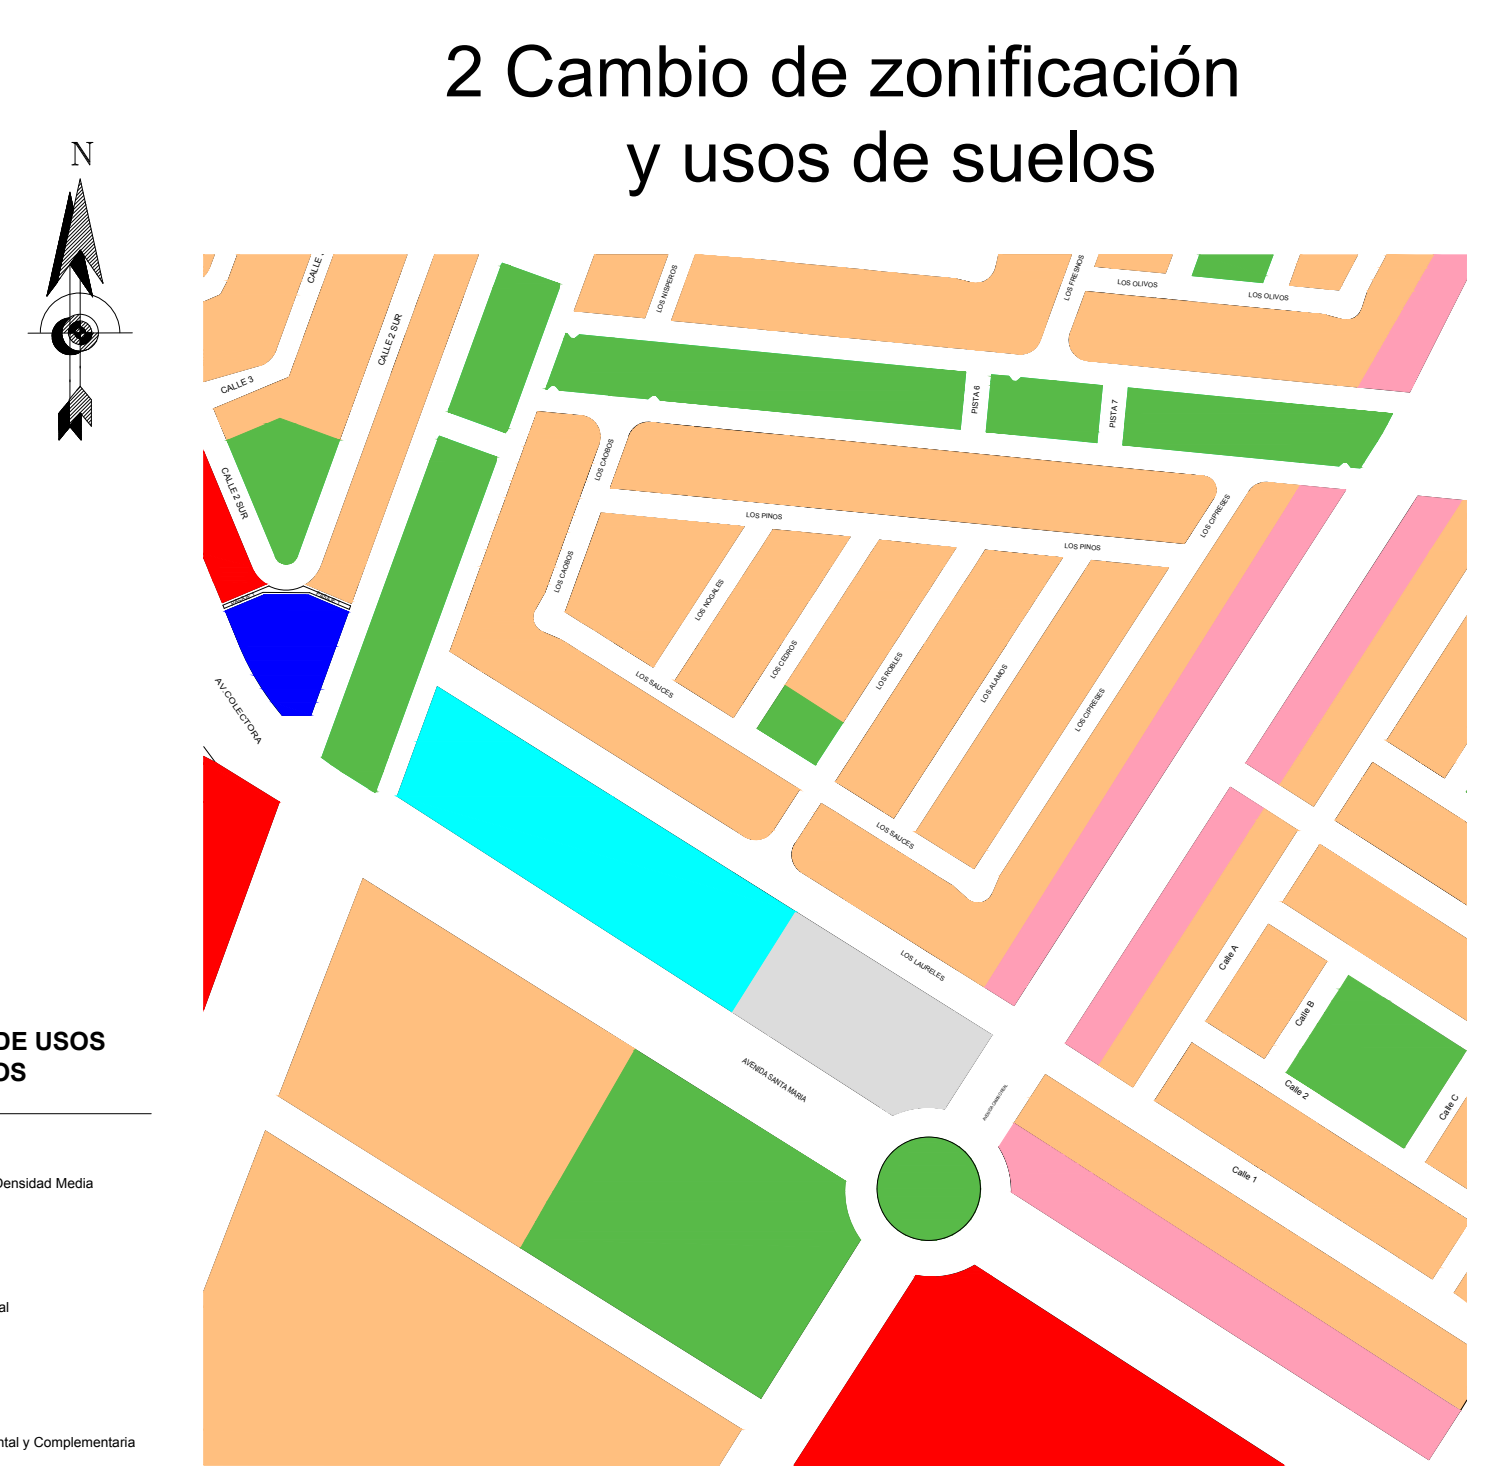 2 Cambio de zonificación
y usos de suelos
N
CALLE 3
CALLE 2 SUR
CALLE 2 SUR
LOS NISPEROS
LOS FRESNOS
LOS OLIVOS
LOS OLIVOS
PISTA 6
PISTA 7
LOS CAOBOS
LOS CAOBOS
LOS PINOS
LOS PINOS
LOS CIPRESES
LOS NOGALES
LOS CEDROS
LOS ROBLES
LOS ALAMOS
LOS CIPRESES
LOS SAUCES
LOS SAUCES
AV.COLECTORA
LOS LAURELES
AVENIDA SANTA MARIA
Calle A
Calle B
Calle 2
Calle C
Calle 1
DE USOS
OS
Densidad Media
al
ntal y Complementaria